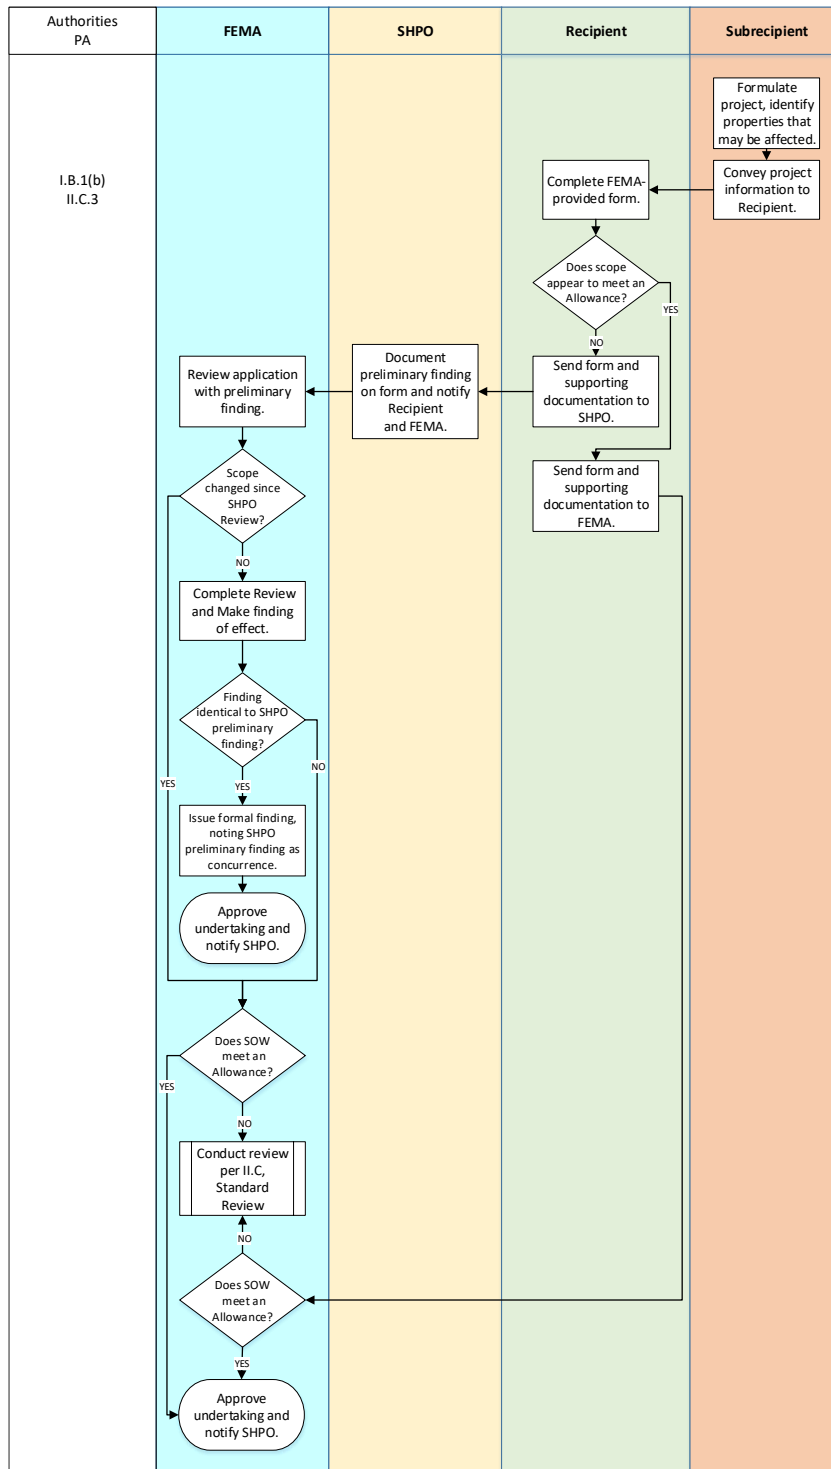 Authorities
PA
FEMA
SHPO
Recipient
Subrecipient
Formulate
project, identify
properties that
may be affected.
I.B.1(b)
II.C.3
Complete FEMA-
provided form.
Convey project
information to
Recipient.
Does scope
appear to meet an
Allowance?
YES
NO
Review application
with preliminary
finding.
Document
preliminary finding
on form and notify
Recipient
and FEMA.
Send form and
supporting
documentation to
SHPO.
Scope
changed since
SHPO
Review?
Send form and
supporting
documentation to
FEMA.
NO
Complete Review
and Make finding
of effect.
Finding
identical to SHPO
preliminary
finding?
NO
YES
YES
Issue formal finding,
noting SHPO
preliminary finding as
concurrence.
Approve
undertaking and
notify SHPO.
Does SOW
meet an
Allowance?
YES
NO
Conduct review
per II.C,
Standard
Review
NO
Does SOW
meet an
Allowance?
YES
Approve
undertaking and
notify SHPO.